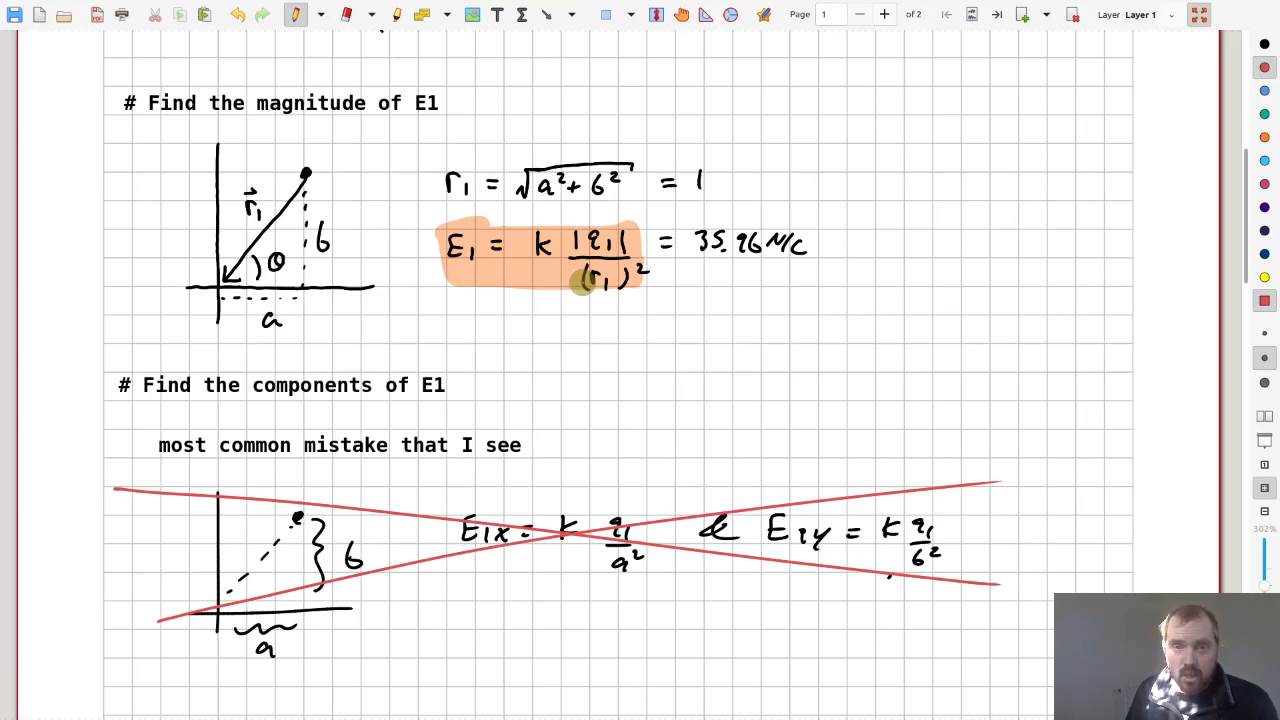 Page 1 of 2 Layer Layer 1
# Find the magnitude of E1
r₁ = √a² + b² = 1
r⃗₁
b
θ
E₁ = k |q₁| / (r₁)² = 35.96 N/C
a
# Find the components of E1
most common mistake that I see
E₁x = k q₁ / a² & E₁y = k q₁ / b²
b
a
302%